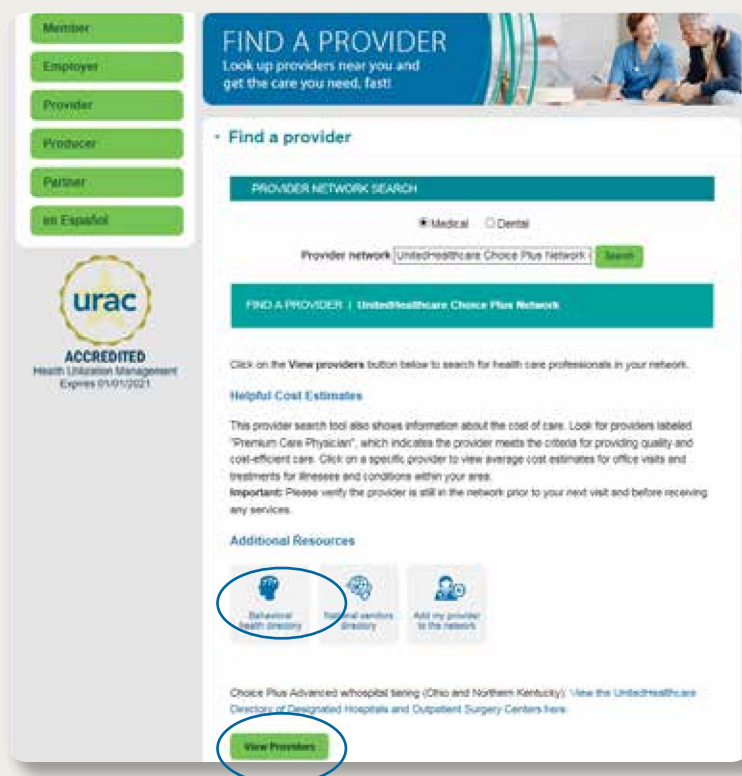 Member
Employer
Provider
Producer
Partner
en Español
urac
ACCREDITED
Health Utilization Management
Expires 01/01/2021
FIND A PROVIDER
Look up providers near you and
get the care you need, fast!
Find a provider
PROVIDER NETWORK SEARCH
Medical Dental
Provider network UnitedHealthcare Choice Plus Network Search
FIND A PROVIDER | UnitedHealthcare Choice Plus Network
Click on the View providers button below to search for health care professionals in your network.
Helpful Cost Estimates
This provider search tool also shows information about the cost of care. Look for providers labeled
"Premium Care Physician", which indicates the provider meets the criteria for providing quality and
cost-efficient care. Click on a specific provider to view average cost estimates for office visits and
treatments for illnesses and conditions within your area.
Important: Please verify the provider is still in the network prior to your next visit and before receiving
any services.
Additional Resources
Behavioral
health directory
National vendors
directory
Add my provider
to the network
Choice Plus Advanced w/hospital tiering (Ohio and Northern Kentucky): View the UnitedHealthcare
Directory of Designated Hospitals and Outpatient Surgery Centers here.
View Providers